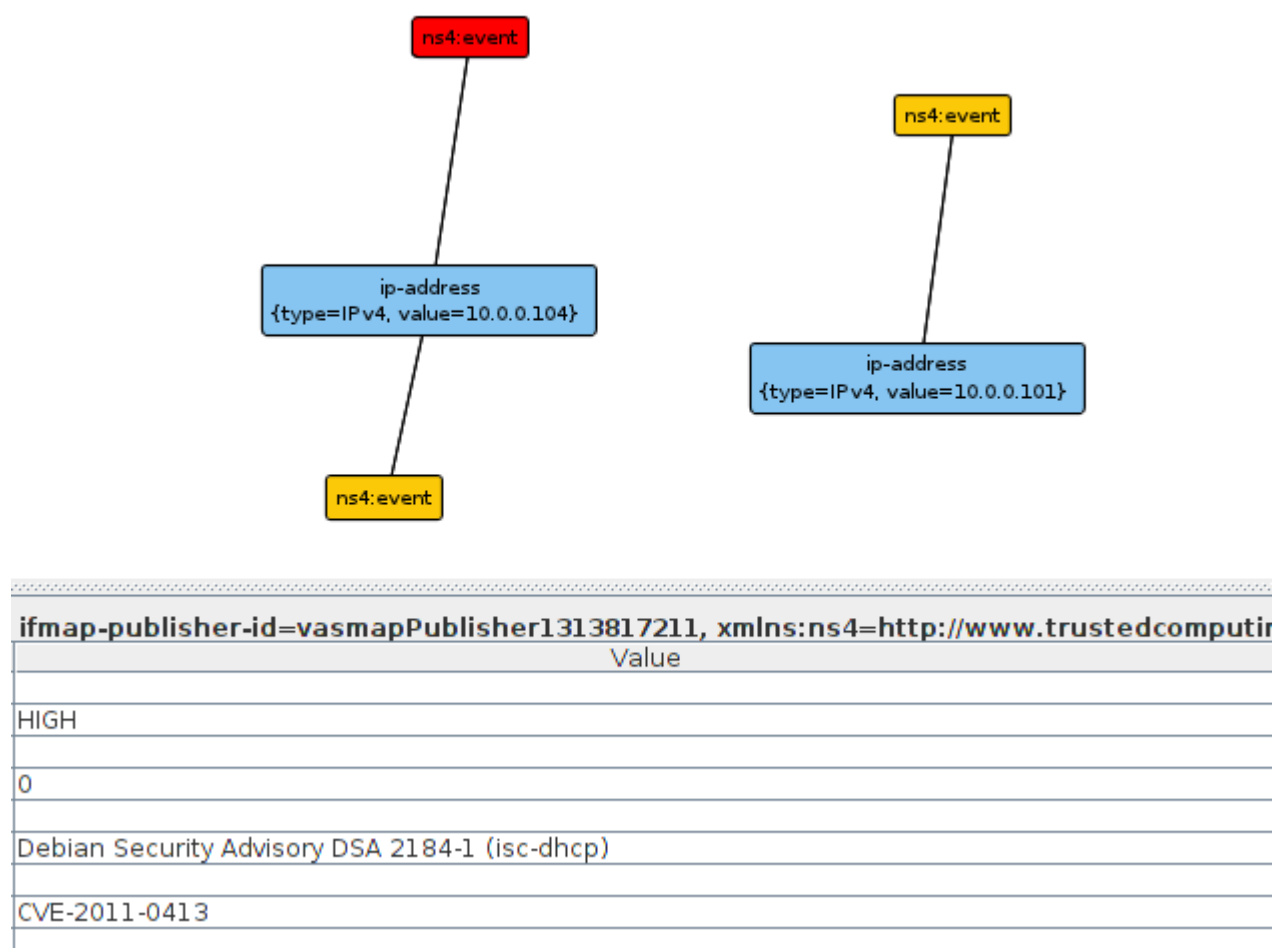 ns4:event
ns4:event
ip-address
{type=IPv4, value=10.0.0.104}
ip-address
{type=IPv4, value=10.0.0.101}
ns4:event
ifmap-publisher-id=vasmapPublisher1313817211, xmlns:ns4=http://www.trustedcomputin
Value
HIGH
0
Debian Security Advisory DSA 2184-1 (isc-dhcp)
CVE-2011-0413